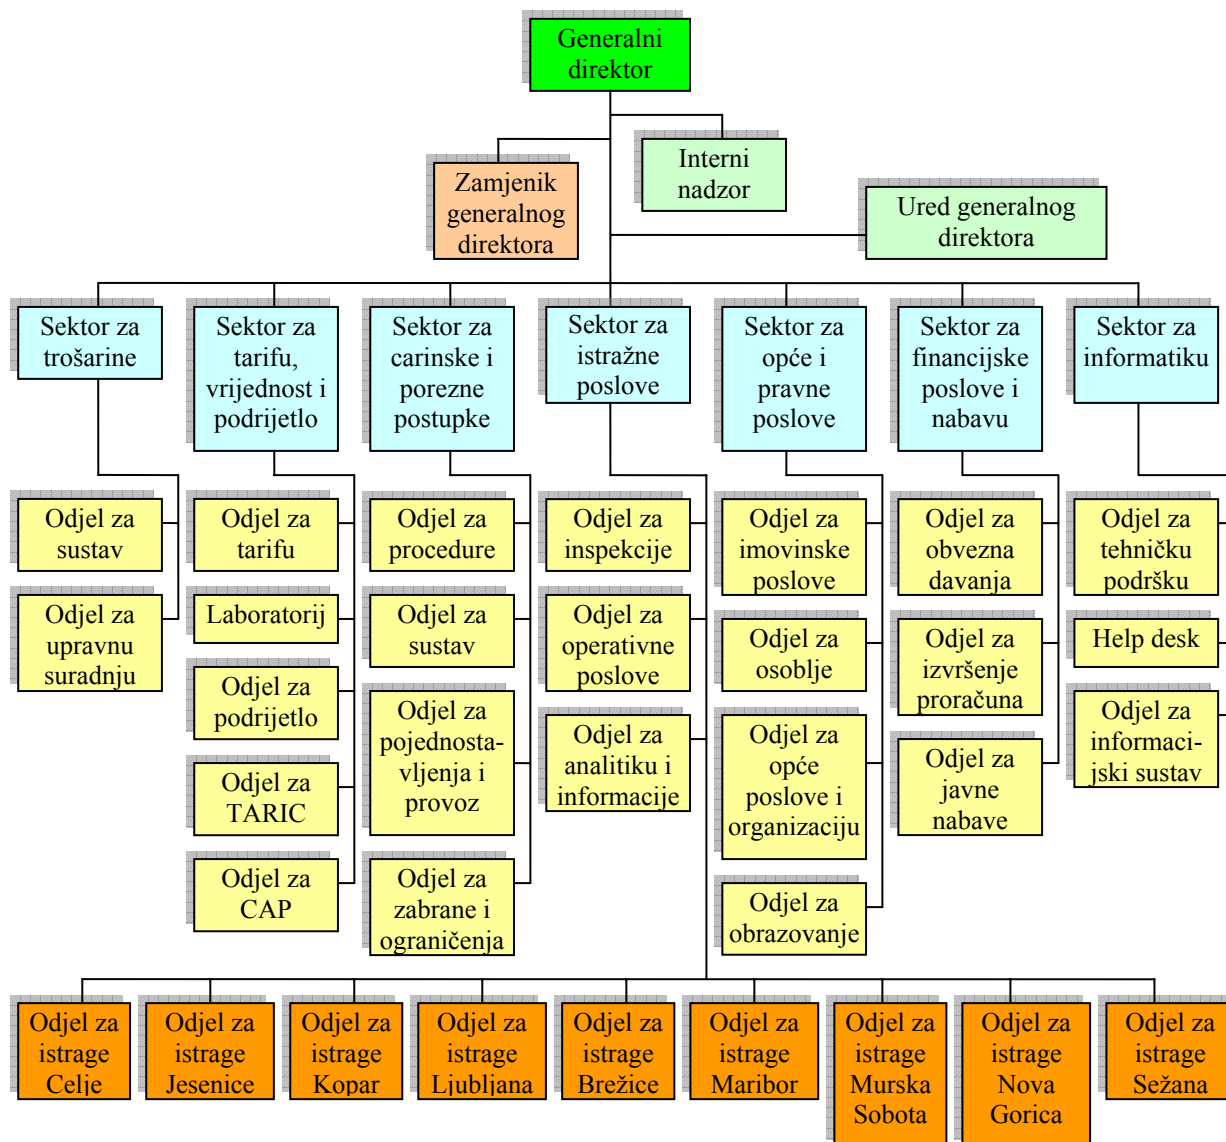 Generalni
direktor
Interni
nadzor
Zamjenik
generalnog
direktora
Ured generalnog
direktora
Sektor za
trošarine
Sektor za
tarifu,
vrijednost i
podrijetlo
Sektor za
carinske i
porezne
postupke
Sektor za
istražne
poslove
Sektor za
opće i
pravne
poslove
Sektor za
financijske
poslove i
nabavu
Sektor za
informatiku
Odjel za
sustav
Odjel za
upravnu
suradnju
Odjel za
tarifu
Laboratorij
Odjel za
podrijetlo
Odjel za
TARIC
Odjel za
CAP
Odjel za
procedure
Odjel za
sustav
Odjel za
pojednosta-
vljenja i
provoz
Odjel za
zabrane i
ograničenja
Odjel za
inspekcije
Odjel za
operativne
poslove
Odjel za
analitiku i
informacije
Odjel za
imovinske
poslove
Odjel za
osoblje
Odjel za
opće
poslove i
organizaciju
Odjel za
obrazovanje
Odjel za
obvezna
davanja
Odjel za
izvršenje
proračuna
Odjel za
javne
nabave
Odjel za
tehničku
podršku
Help desk
Odjel za
informaci-
jski sustav
Odjel za
istrage
Celje
Odjel za
istrage
Jesenice
Odjel za
istrage
Kopar
Odjel za
istrage
Ljubljana
Odjel za
istrage
Brežice
Odjel za
istrage
Maribor
Odjel za
istrage
Murska
Sobota
Odjel za
istrage
Nova
Gorica
Odjel za
istrage
Sežana